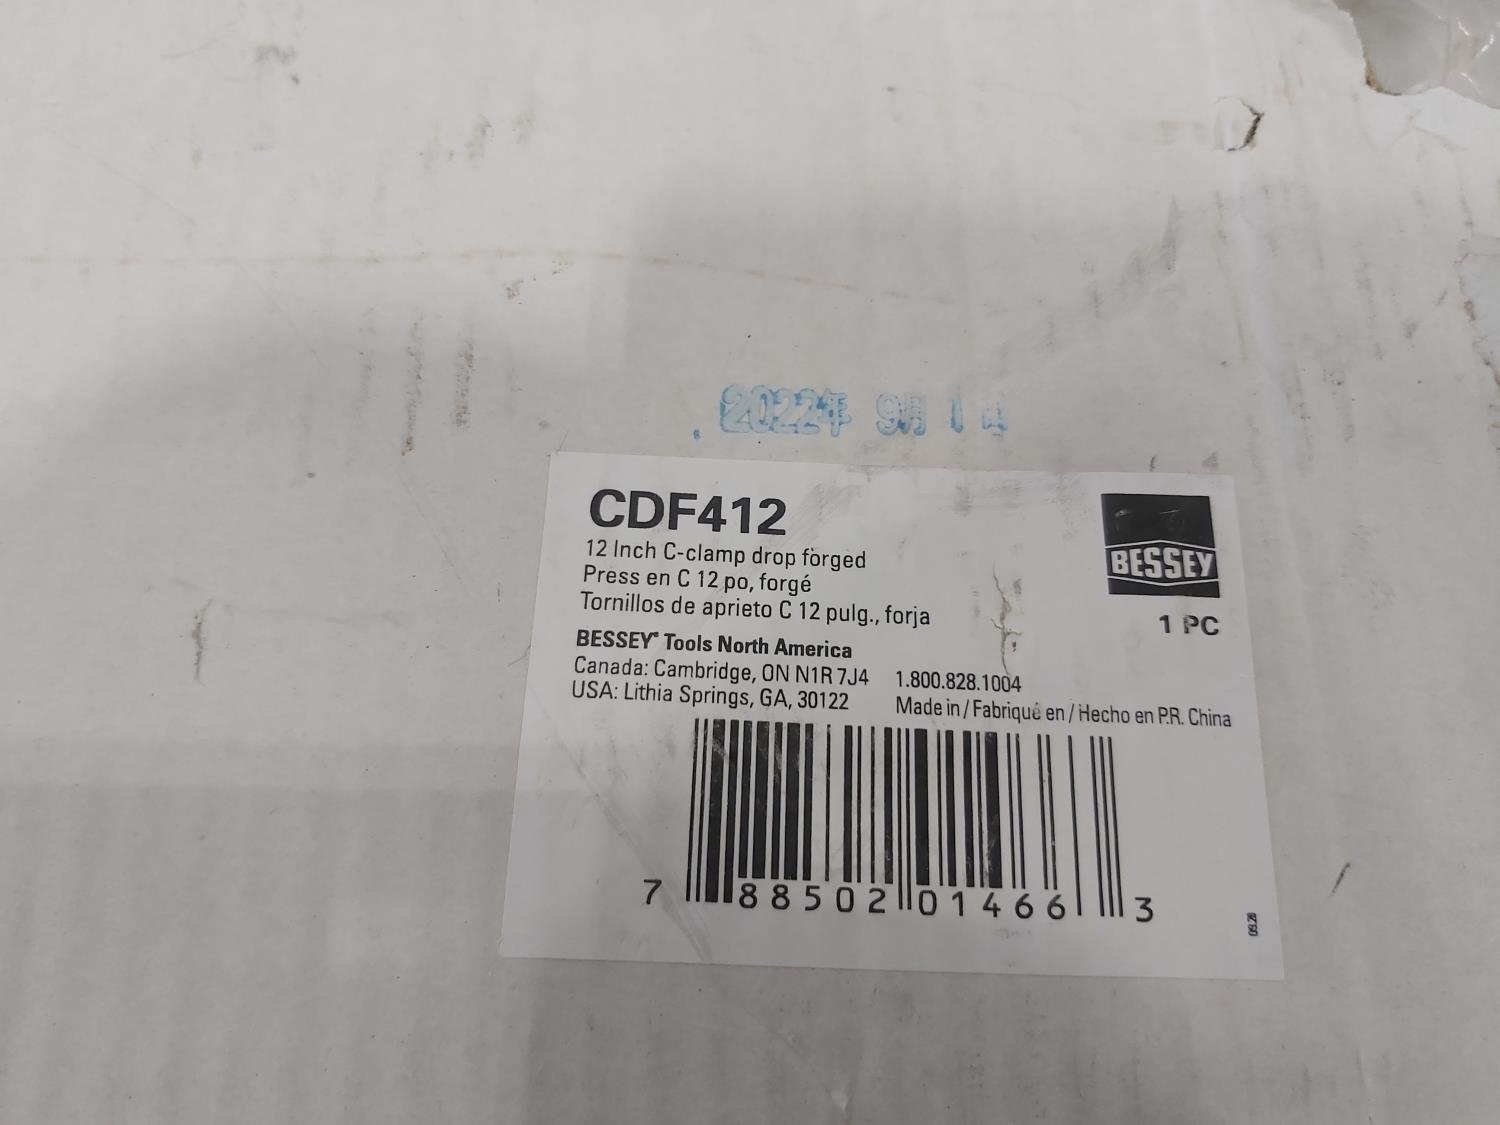 2022年 9月 1
CDF412
12 Inch C-clamp drop forged
Press en C 12 po, forgé
Tornillos de aprieto C 12 pulg., forja
BESSEY
1 PC
BESSEY® Tools North America
Canada: Cambridge, ON N1R 7J4 1.800.828.1004
USA: Lithia Springs, GA, 30122 Made in / Fabriqué en / Hecho en P.R. China
7 88502 01466 3